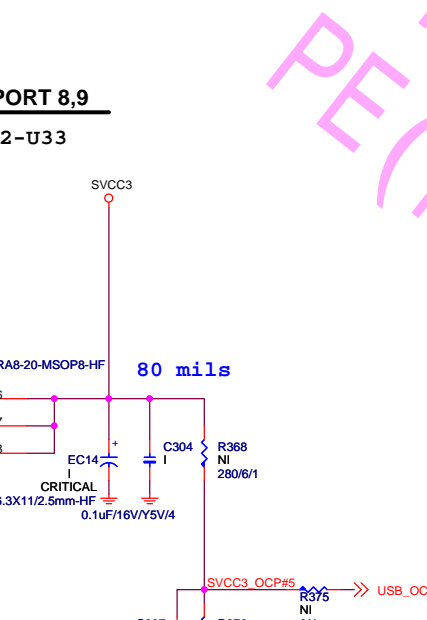 PORT 8,9
2-U33
PE(
SVCC3
RA8-20-MSOP8-HF
80 mils
EC14
+
I
CRITICAL
6.3X11/2.5mm-HF
C304
I
0.1uF/16V/Y5V/4
R368
NI
280/6/1
SVCC3_OCP#5
R375
NI
USB_OC